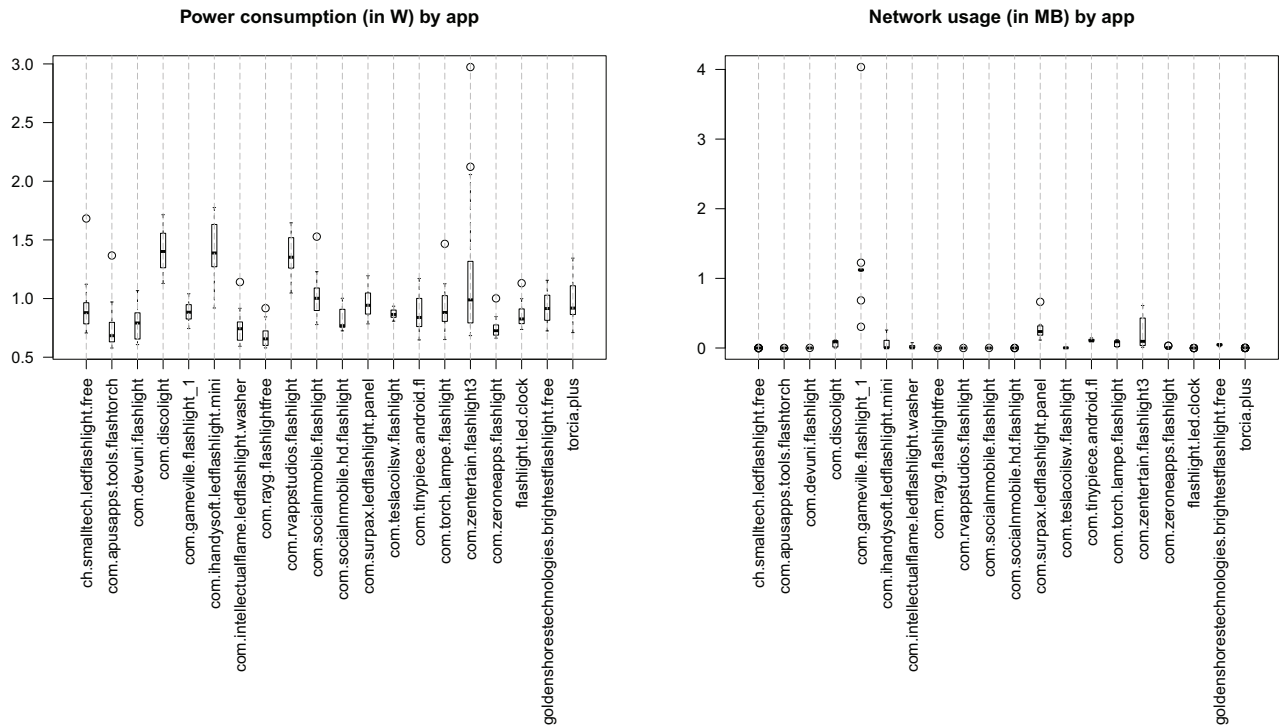 Power consumption (in W) by app
3.0
2.5
2.0
1.5
1.0
0.5
ch.smalltech.ledflashlight.free
com.apusapps.tools.flashtorch
com.devuni.flashlight
com.discolight
com.gameville.flashlight_1
com.ihandysoft.ledflashlight.mini
com.intellectualflame.ledflashlight.washer
com.rayg.flashlightfree
com.rvappstudios.flashlight
com.socialnmobile.flashlight
com.socialnmobile.hd.flashlight
com.surpax.ledflashlight.panel
com.teslacoilsw.flashlight
com.tinypiece.android.fl
com.torch.lampe.flashlight
com.zentertain.flashlight3
com.zeroneapps.flashlight
flashlight.led.clock
goldenshorestechnologies.brightestflashlight.free
torcia.plus
Network usage (in MB) by app
4
3
2
1
0
ch.smalltech.ledflashlight.free
com.apusapps.tools.flashtorch
com.devuni.flashlight
com.discolight
com.gameville.flashlight_1
com.ihandysoft.ledflashlight.mini
com.intellectualflame.ledflashlight.washer
com.rayg.flashlightfree
com.rvappstudios.flashlight
com.socialnmobile.flashlight
com.socialnmobile.hd.flashlight
com.surpax.ledflashlight.panel
com.teslacoilsw.flashlight
com.tinypiece.android.fl
com.torch.lampe.flashlight
com.zentertain.flashlight3
com.zeroneapps.flashlight
flashlight.led.clock
goldenshorestechnologies.brightestflashlight.free
torcia.plus